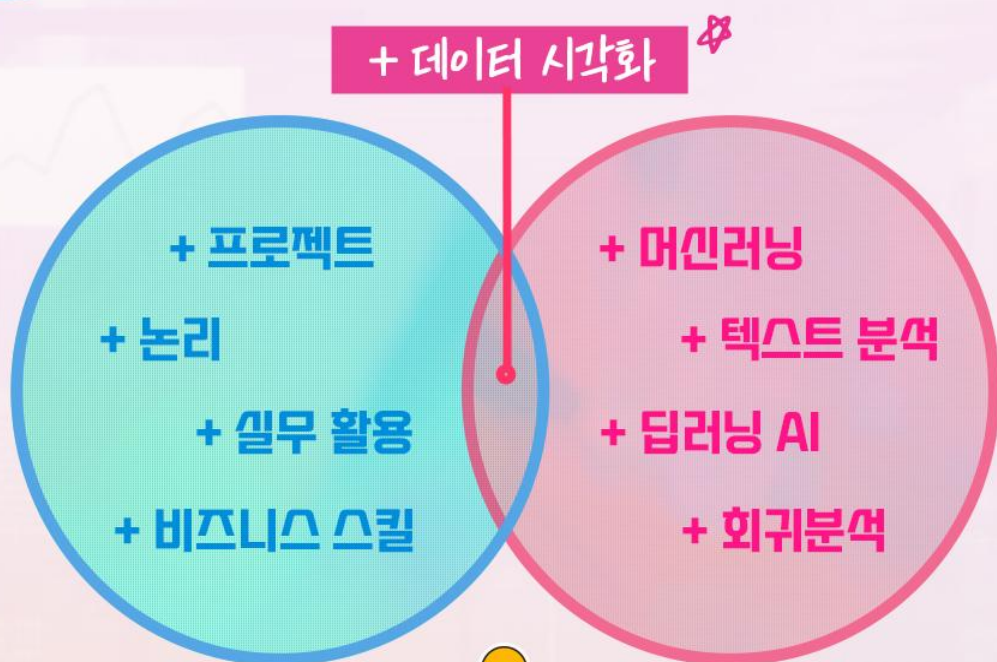 + 데이터 시각화
+ 프로젝트
+ 논리
+ 실무 활용
+ 비즈니스 스킬
+ 머신러닝
+ 텍스트 분석
+ 딥러닝 AI
+ 회귀분석